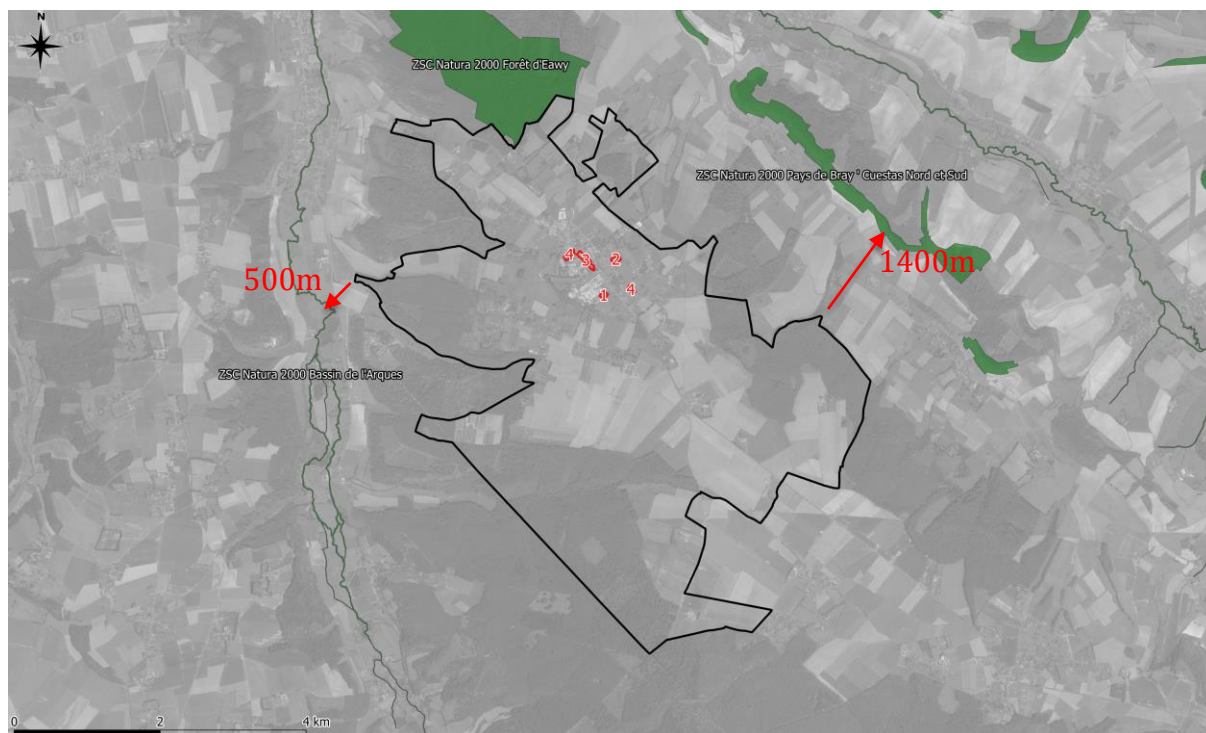 N
ZSC Natura 2000 Forêt d'Eawy
ZSC Natura 2000 Pays de Bray ' Cuestas Nord et Sud
4
3
2
1400m
500m
1
4
ZSC Natura 2000 Bassin de l'Arques
0 2 4 km